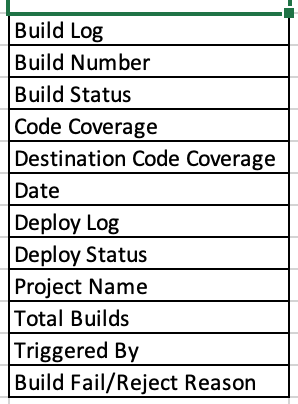 Build Log
Build Number
Build Status
Code Coverage
Destination Code Coverage
Date
Deploy Log
Deploy Status
Project Name
Total Builds
Triggered By
Build Fail/Reject Reason